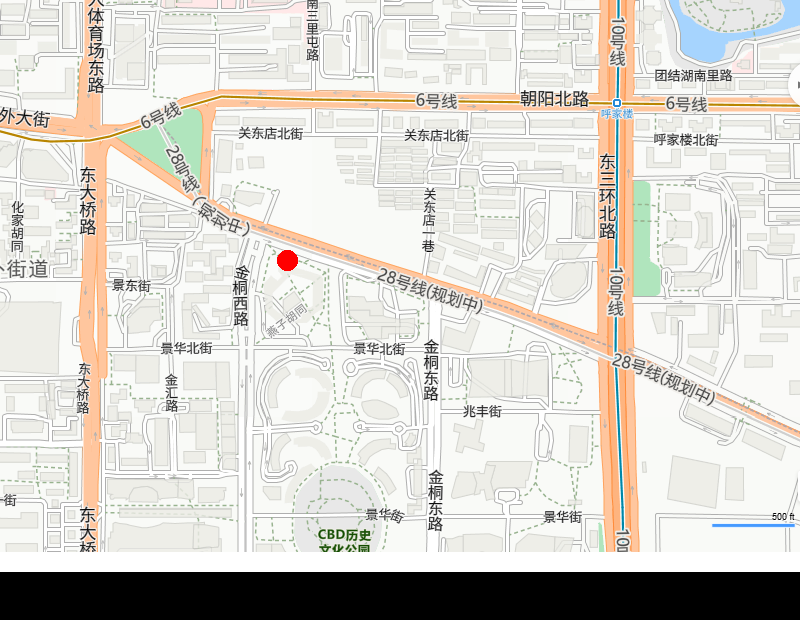 人体育场东路
南三里屯路
10号线
团结湖南里路
6号线
朝阳北路
6号线
外大街
6号线
呼家楼
关东店北街
关东店北街
呼家楼北街
28号线(规划中)
东大桥路
东三环北路
化家胡同
关东店一巷
街道
景东街
金桐西路
28号线(规划中)
10号线
燕子胡同
景华北街
景华北街
金桐东路
28号线(规划中)
东大桥路
金汇路
兆丰街
金桐东路
街
东大桥
景华街
景华街
500 ft
CBD历史
文化公园
10号